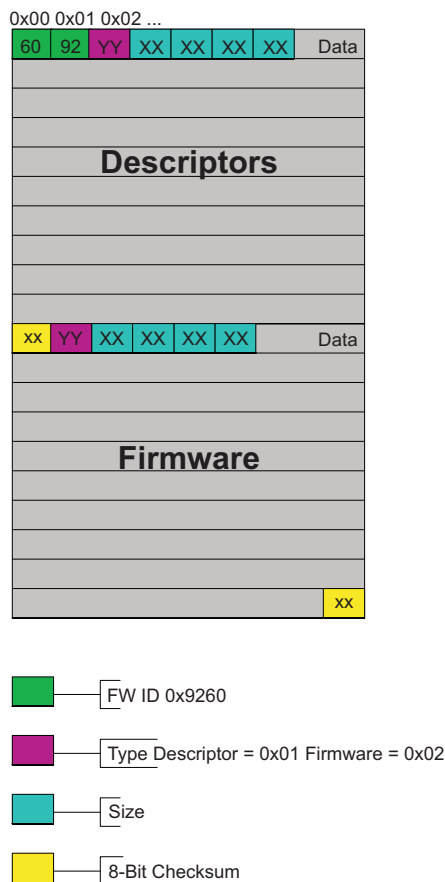 0x00 0x01 0x02 ...
60 92 YY XX XX XX XX Data
Descriptors
xx YY XX XX XX XX Data
Firmware
xx
FW ID 0x9260
Type Descriptor = 0x01 Firmware = 0x02
Size
8-Bit Checksum